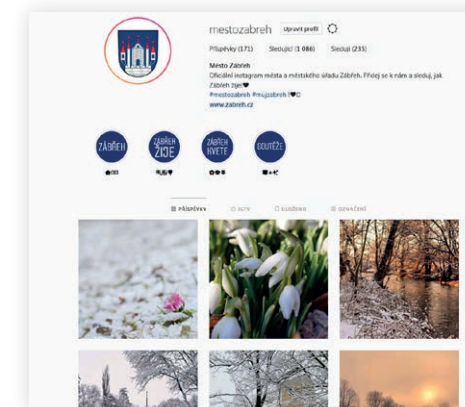 mestozabreh Upravit profil
Příspěvky (171) Sledující (1 086) Sleduji (235)
Město Zábřeh
Oficiální instagram města a městského úřadu Zábřeh. Přidej se k nám a sleduj, jak
Zábřeh žije!
#mestozabreh #mujzabreh
www.zabreh.cz
ZÁBŘEH
ZÁBŘEH
ŽIJE
ZÁBŘEH
KVETE
SOUTĚŽE
PŘÍSPĚVKY IGTV ULOŽENO OZNAČENÍ